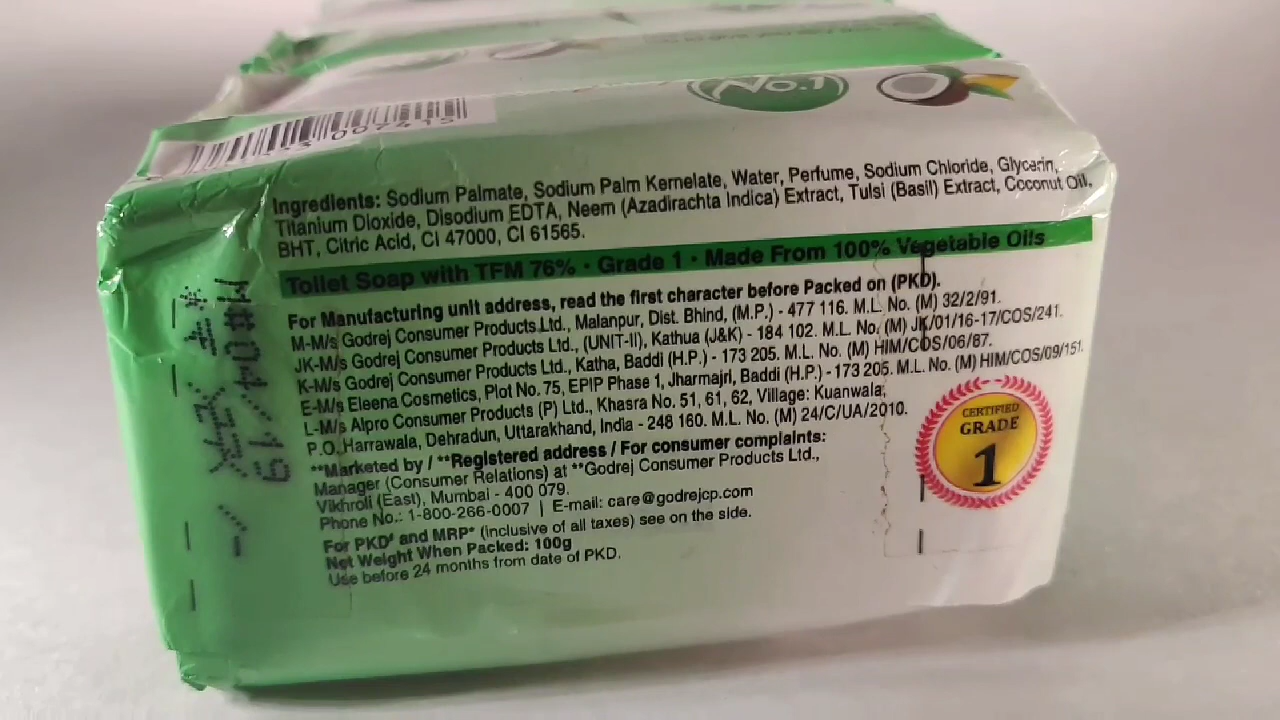 No.1
007415
Ingredients: Sodium Palmate, Sodium Palm Kernelate, Water, Perfume, Sodium Chloride, Glycerin,
Titanium Dioxide, Disodium EDTA, Neem (Azadirachta Indica) Extract, Tulsi (Basil) Extract, Coconut Oil,
BHT, Citric Acid, CI 47000, CI 61565.
Toilet Soap with TFM 76% · Grade 1 · Made From 100% Vegetable Oils
For Manufacturing unit address, read the first character before Packed on (PKD).
M-M/s Godrej Consumer Products Ltd., Malanpur, Dist. Bhind, (M.P.) - 477 116. M.L. No. (M) 32/2/91.
JK-M/s Godrej Consumer Products Ltd., (UNIT-II), Kathua (J&K) - 184 102. M.L. No. (M) JK/01/16-17/COS/241.
K-M/s Godrej Consumer Products Ltd., Katha, Baddi (H.P.) - 173 205. M.L. No. (M) HIM/COS/06/87.
E-M/s Eleena Cosmetics, Plot No. 75, EPIP Phase 1, Jharmajri, Baddi (H.P.) - 173 205. M.L. No. (M) HIM/COS/09/151.
L-M/s Alpro Consumer Products (P) Ltd., Khasra No. 51, 61, 62, Village: Kuanwala,
P.O. Harrawala, Dehradun, Uttarakhand, India - 248 160. M.L. No. (M) 24/C/UA/2010.
**Marketed by / **Registered address / For consumer complaints:
Manager (Consumer Relations) at **Godrej Consumer Products Ltd.,
Vikhroli (East), Mumbai - 400 079.
Phone No.: 1-800-266-0007 | E-mail: care@godrejcp.com
For PKD# and MRP* (inclusive of all taxes) see on the side.
Net Weight When Packed: 100g
Use before 24 months from date of PKD.
CERTIFIED
GRADE
1